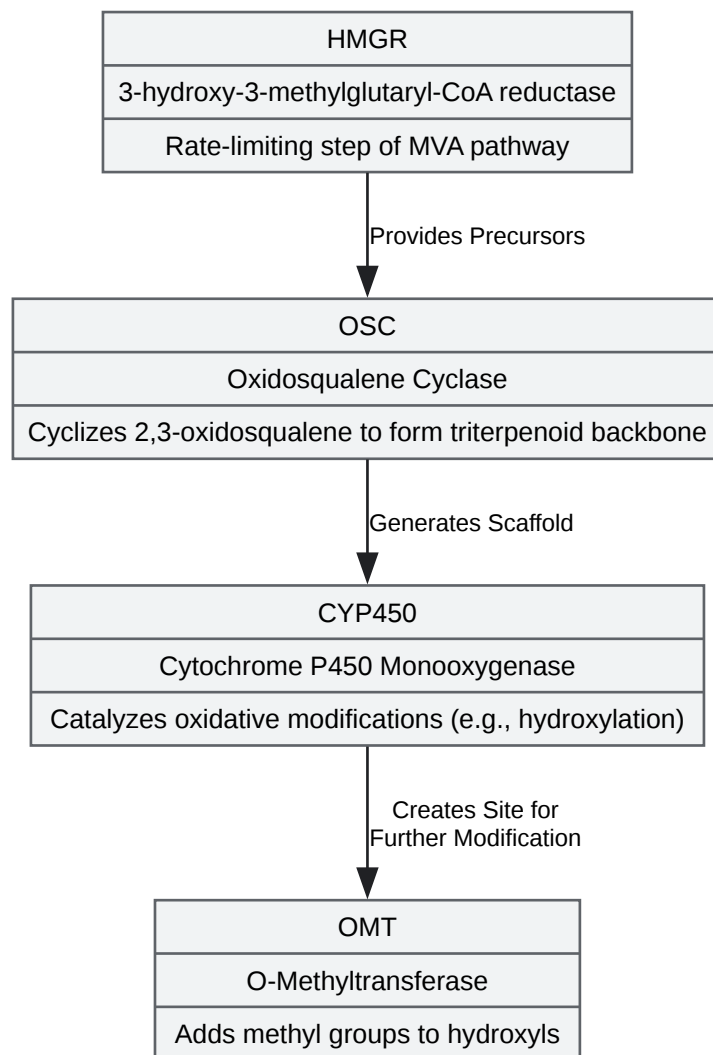 HMGR
3-hydroxy-3-methylglutaryl-CoA reductase
Rate-limiting step of MVA pathway
Provides Precursors
OSC
Oxidosqualene Cyclase
Cyclizes 2,3-oxidosqualene to form triterpenoid backbone
Generates Scaffold
CYP450
Cytochrome P450 Monooxygenase
Catalyzes oxidative modifications (e.g., hydroxylation)
Creates Site for
Further Modification
OMT
O-Methyltransferase
Adds methyl groups to hydroxyls